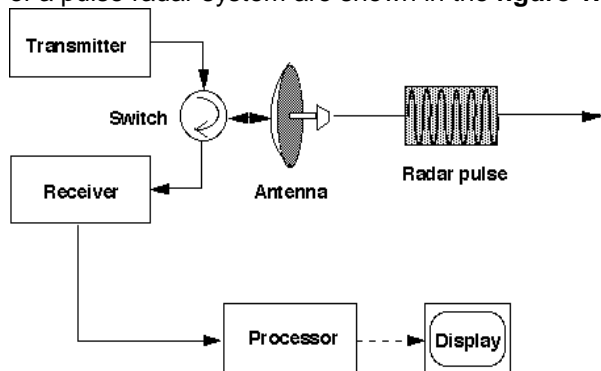 of a pulse radar system are shown in the figure
Transmitter
Switch
Receiver
Antenna
Radar pulse
Processor
Display